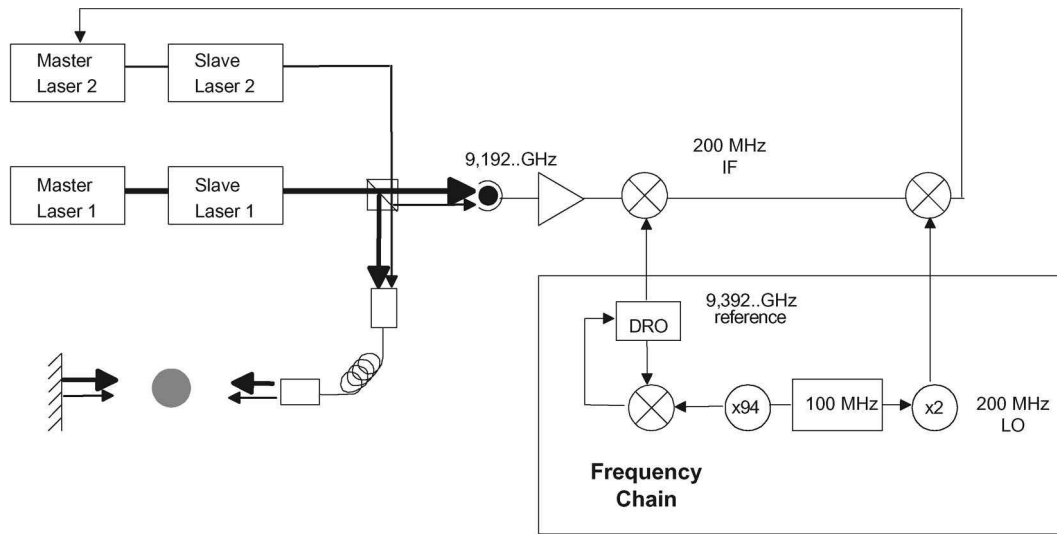 Master
Laser 2
Slave
Laser 2
Master
Laser 1
Slave
Laser 1
9,192..GHz
200 MHz
IF
9,392..GHz
reference
DRO
x94
100 MHz
x2
200 MHz
LO
Frequency
Chain